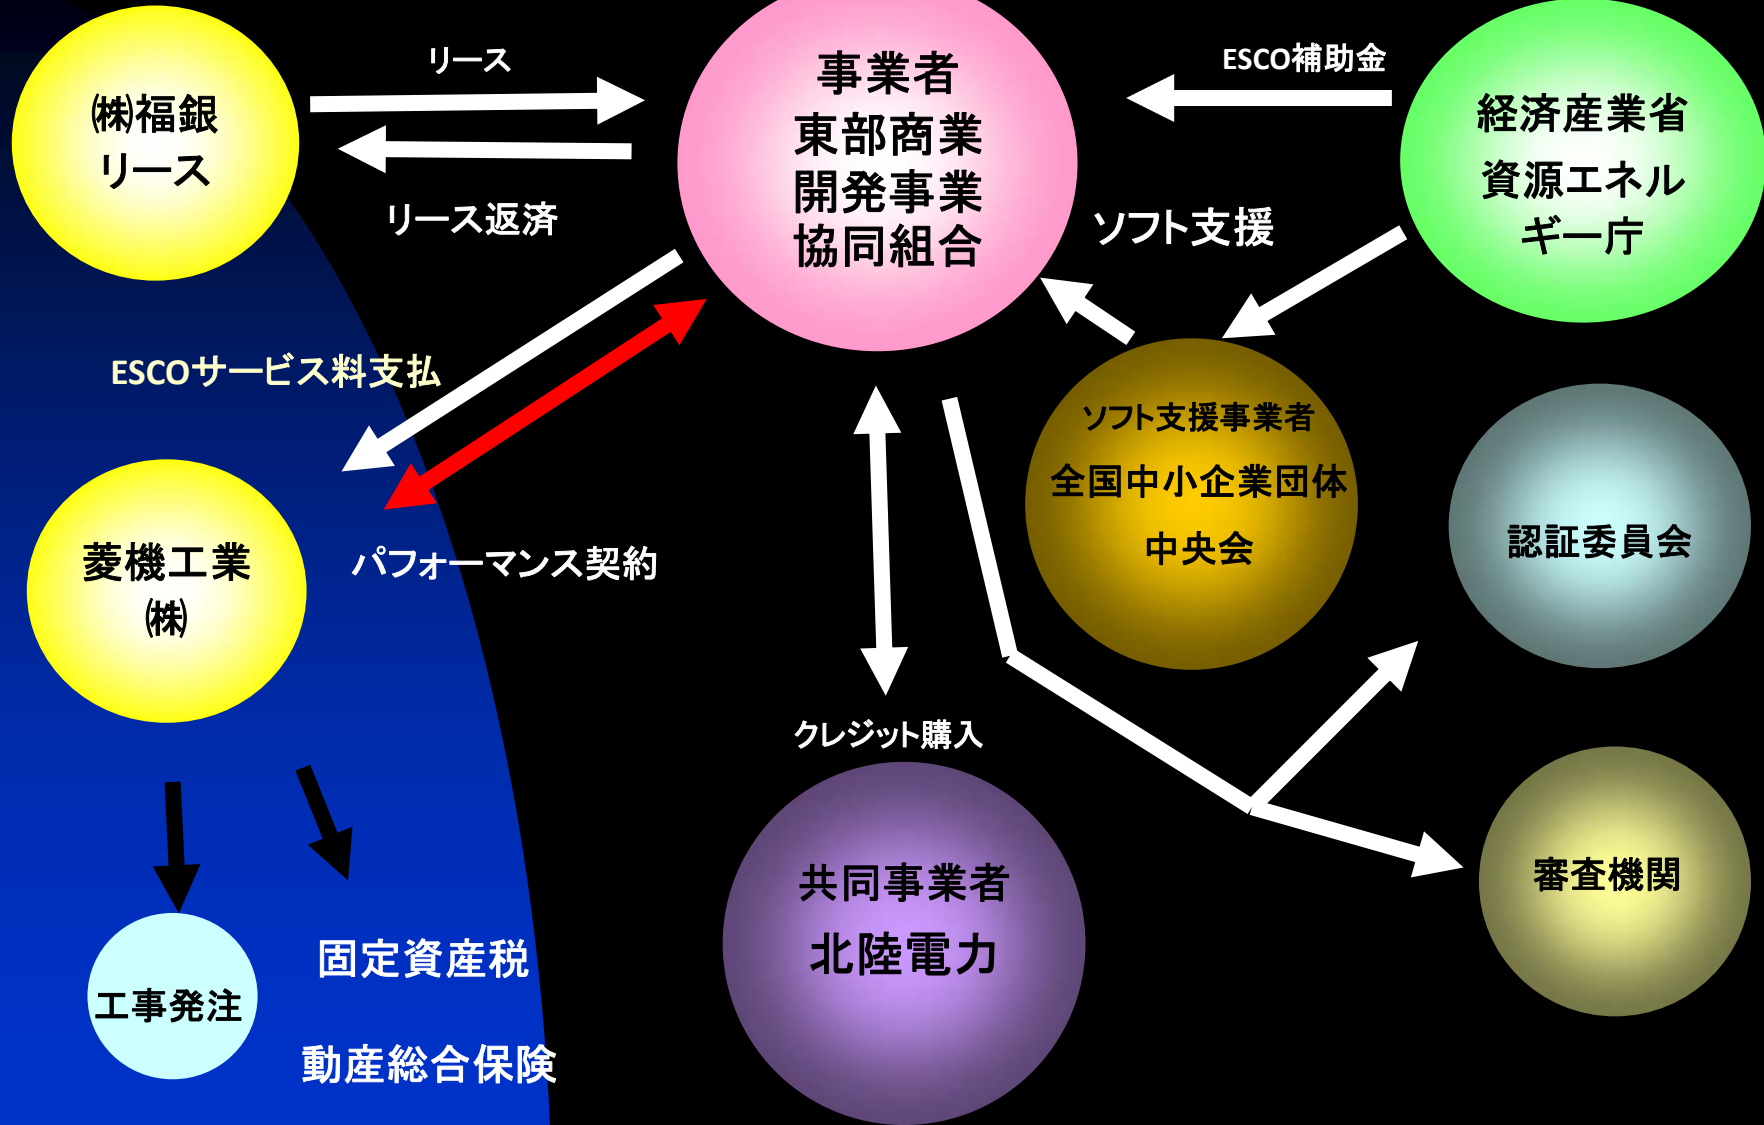 ㈱福銀
リース
リース
リース返済
事業者
東部商業
開発事業
協同組合
ESCO補助金
経済産業省
資源エネル
ギー庁
ソフト支援
ESCOサービス料支払
パフォーマンス契約
菱機工業
㈱
ソフト支援事業者
全国中小企業団体
中央会
認証委員会
クレジット購入
共同事業者
北陸電力
審査機関
工事発注
固定資産税
動産総合保険